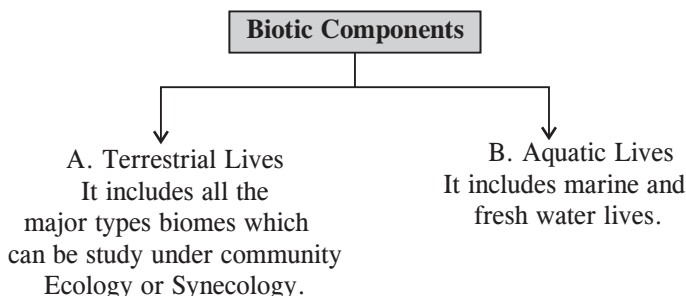 Biotic Components
A. Terrestrial Lives
It includes all the
major types biomes which
can be study under community
Ecology or Synecology.
B. Aquatic Lives
It includes marine and
fresh water lives.